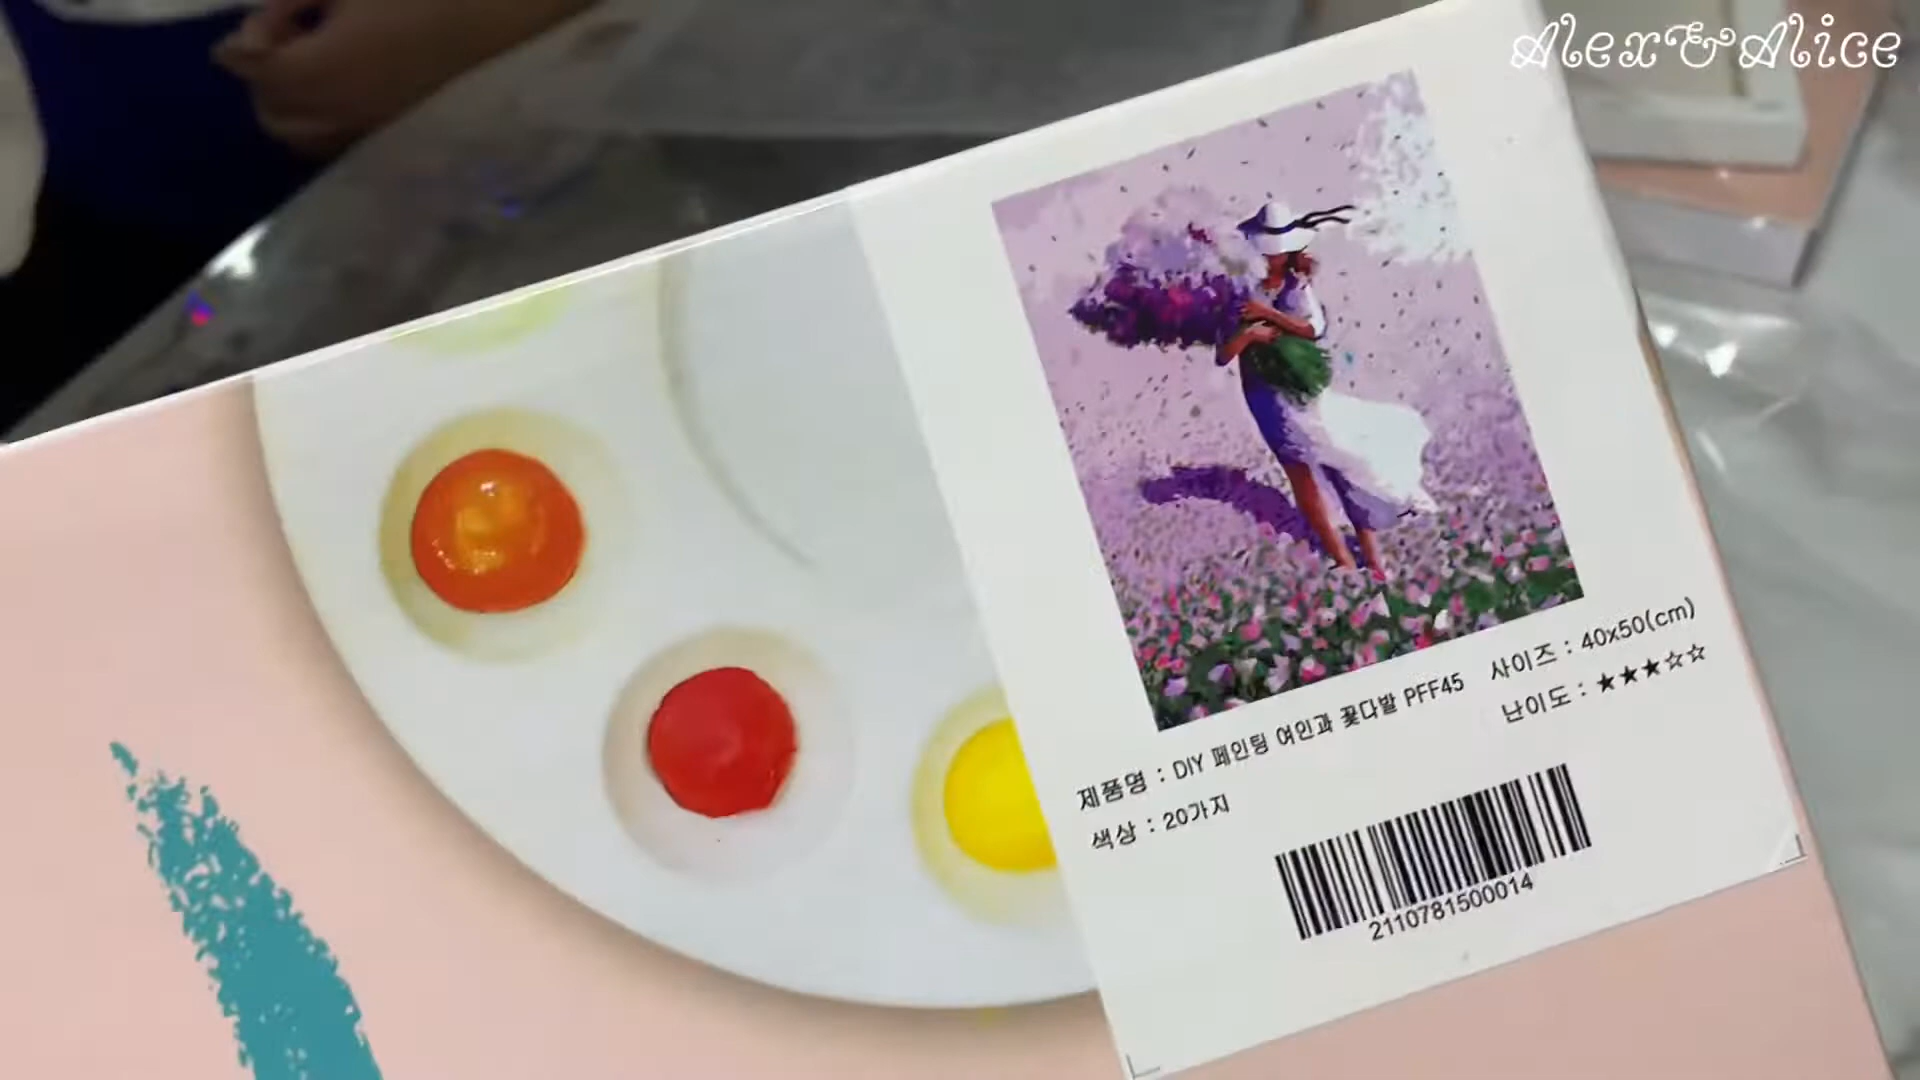 Alex&Alice
제품명 : DIY 페인팅 여인과 꽃다발 PFF45 사이즈 : 40x50(cm)
색상 : 20가지 난이도 : ★★★☆☆
2110781500014